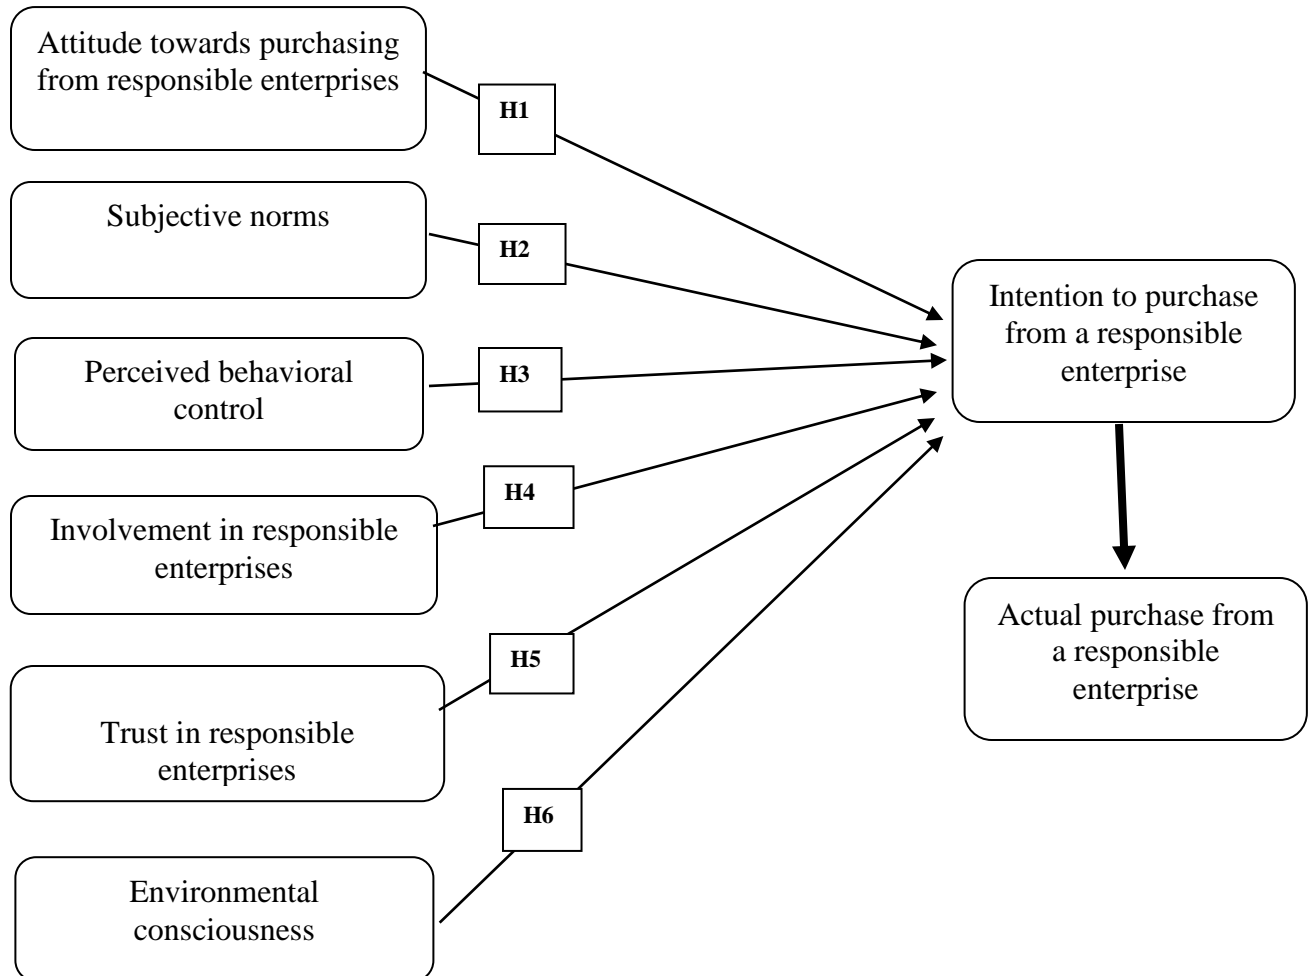 Attitude towards purchasing
from responsible enterprises
H1
Subjective norms
H2
Perceived behavioral
control
H3
Involvement in responsible
enterprises
H4
Trust in responsible
enterprises
H5
Environmental
consciousness
H6
Intention to purchase
from a responsible
enterprise
Actual purchase from
a responsible
enterprise